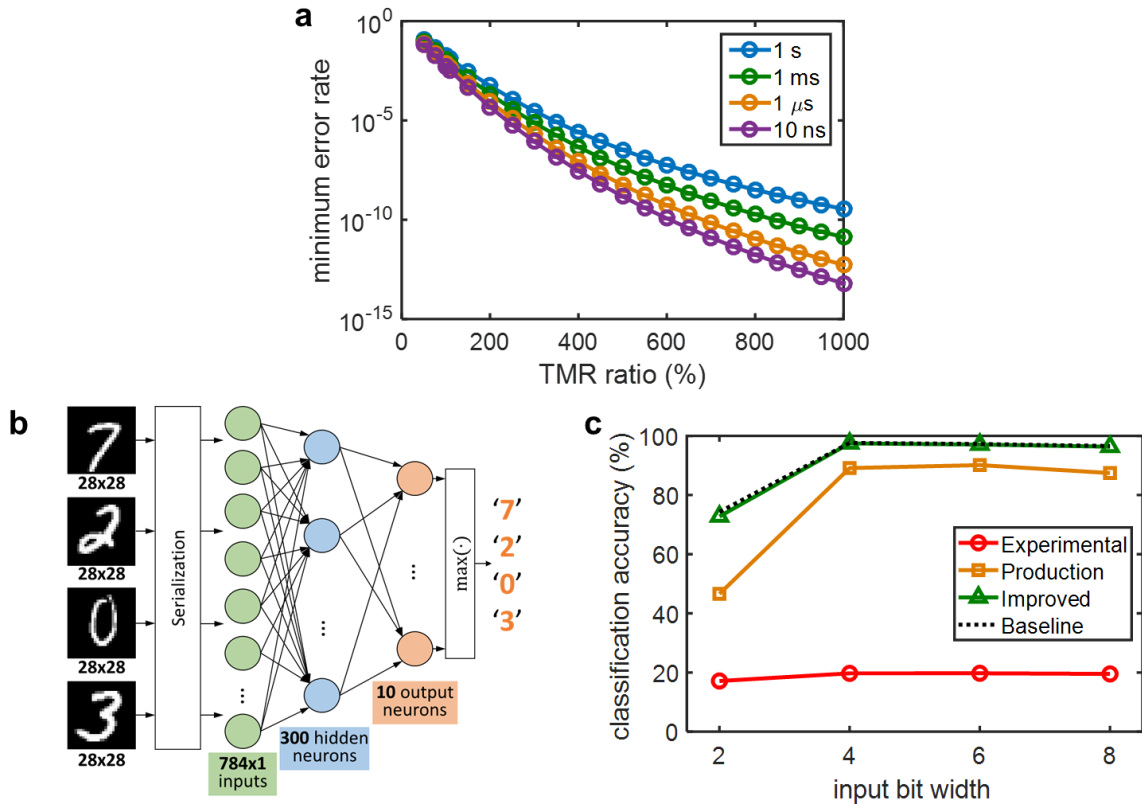 a
10^0
10^-5
10^-10
10^-15
minimum error rate
1 s
1 ms
1 μs
10 ns
0 200 400 600 800 1000
TMR ratio (%)
b
28x28
28x28
28x28
28x28
Serialization
...
784x1
inputs
...
300 hidden
neurons
...
10 output
neurons
max(·)
'7'
'2'
'0'
'3'
c
100
80
60
40
20
0
classification accuracy (%)
Experimental
Production
Improved
Baseline
2 4 6 8
input bit width